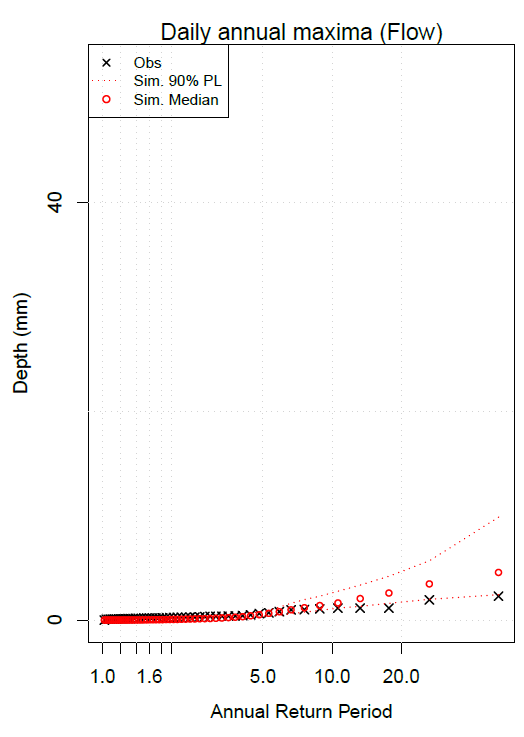 Daily annual maxima (Flow)
Obs
Sim. 90% PL
Sim. Median
40
Depth (mm)
0
1.0 1.6 5.0 10.0 20.0
Annual Return Period